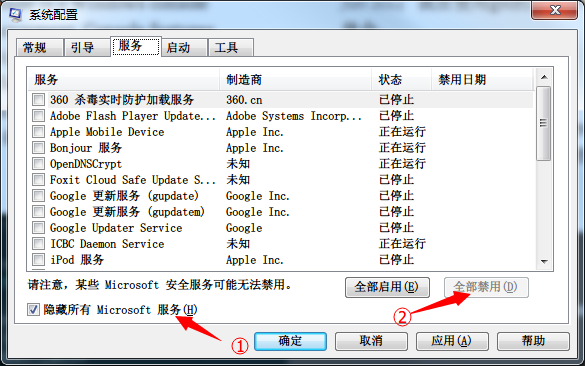 系统配置
常规 引导 服务 启动 工具
服务 制造商 状态 禁用日期
360 杀毒实时防护加载服务 360.cn 已停止
Adobe Flash Player Update... Adobe Systems Incorp... 已停止
Apple Mobile Device Apple Inc. 正在运行
Bonjour 服务 Apple Inc. 正在运行
OpenDNSCrypt 未知 正在运行
Foxit Cloud Safe Update S... 未知 已停止
Google 更新服务 (gupdate) Google Inc. 已停止
Google 更新服务 (gupdatem) Google Inc. 已停止
Google Updater Service Google 已停止
ICBC Daemon Service 未知 正在运行
iPod 服务 Apple Inc. 已停止
请注意，某些 Microsoft 安全服务可能无法禁用。 全部启用(E) 全部禁用(D)
隐藏所有 Microsoft 服务(H) ① ②
确定 取消 应用(A) 帮助